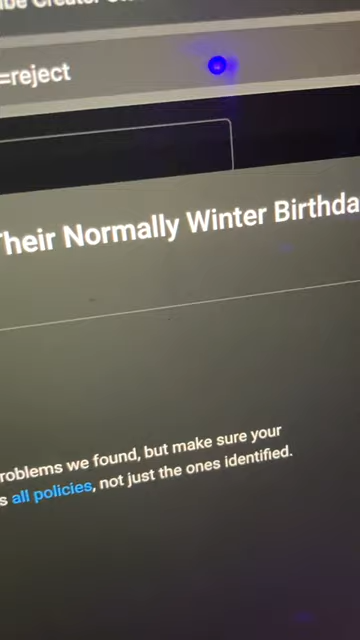 =reject
Their Normally Winter Birthda
roblems we found, but make sure your
s all policies, not just the ones identified.